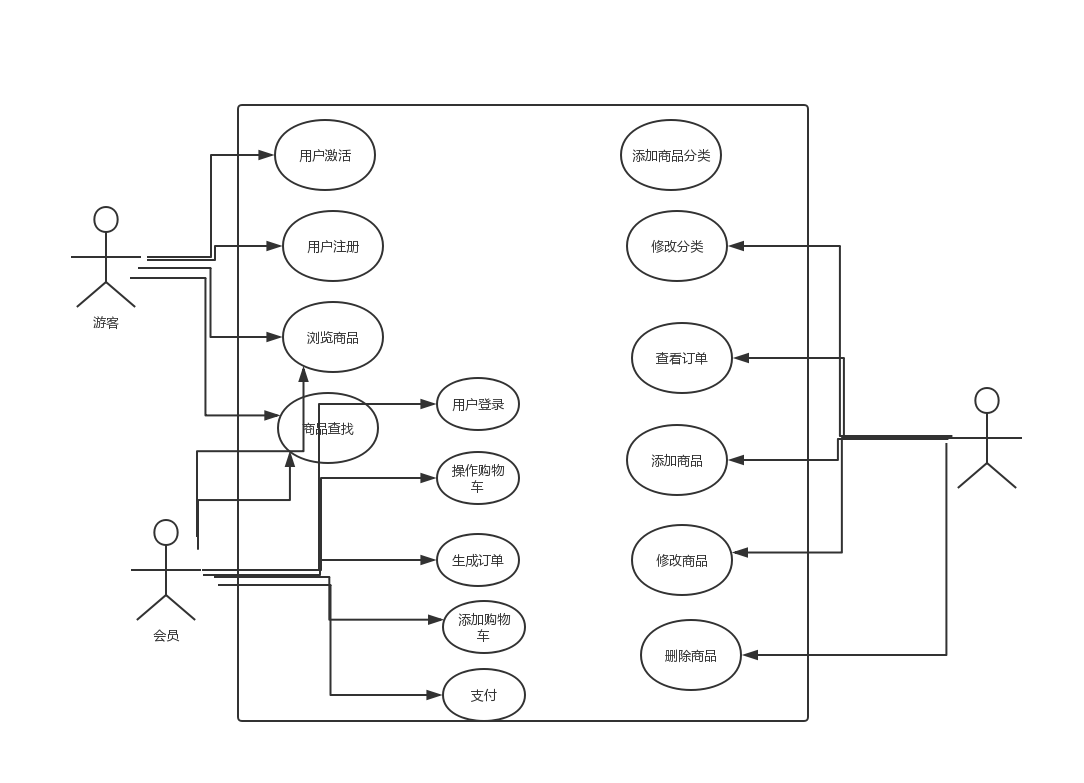 用户激活
添加商品分类
用户注册
修改分类
游客
浏览商品
查看订单
用户登录
商品查找
添加商品
操作购物
车
生成订单
修改商品
添加购物
车
会员
删除商品
支付